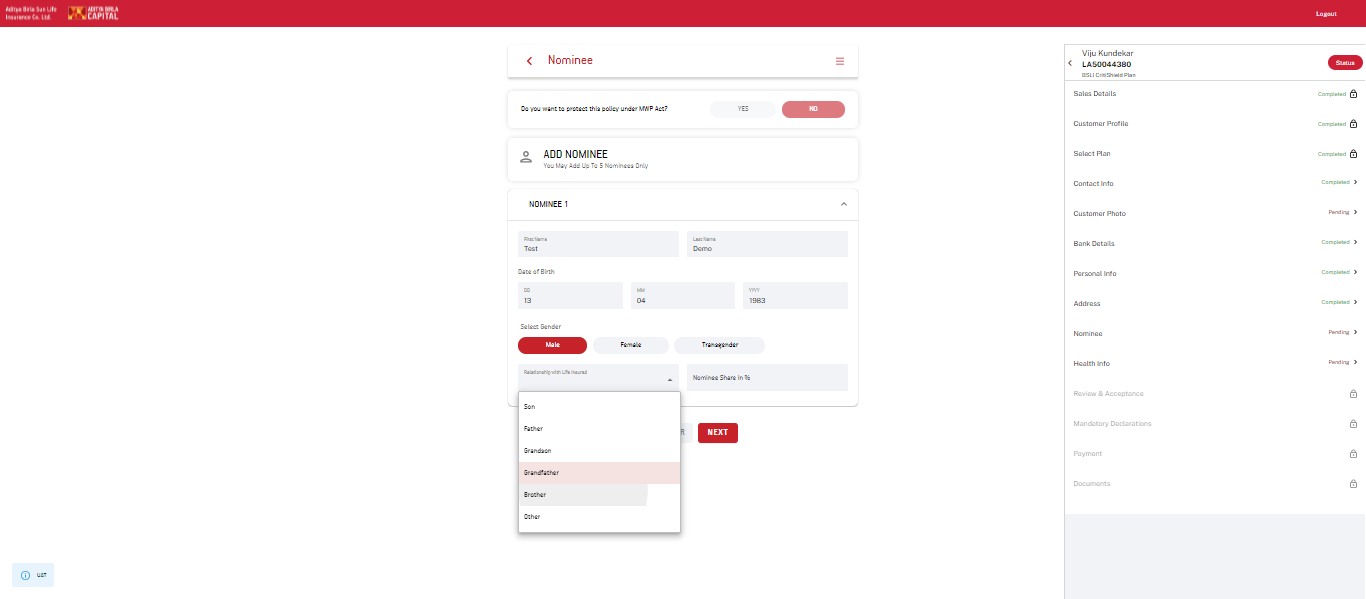 Aditya Birla Sun Life
Insurance Co. Ltd.
ADITYA BIRLA
CAPITAL
Logout
Nominee
Do you want to protect this policy under MWP Act?
YES
NO
ADD NOMINEE
You May Add Up To 5 Nominees Only
NOMINEE 1
First Name
Test
Last Name
Demo
Date of Birth
DD
13
MM
04
YYYY
1983
Select Gender
Male
Female
Transgender
Relationship with Life Insured
Nominee Share In %
Son
Father
Grandson
Grandfather
Brother
Other
R
NEXT
Viju Kundekar
LA50044380
BSLI CritiShield Plan
Status
Sales Details
Completed
Customer Profile
Completed
Select Plan
Completed
Contact Info
Completed
Customer Photo
Pending
Bank Details
Completed
Personal Info
Completed
Address
Completed
Nominee
Pending
Health Info
Pending
Review & Acceptance
Mandatory Declarations
Payment
Documents
UAT